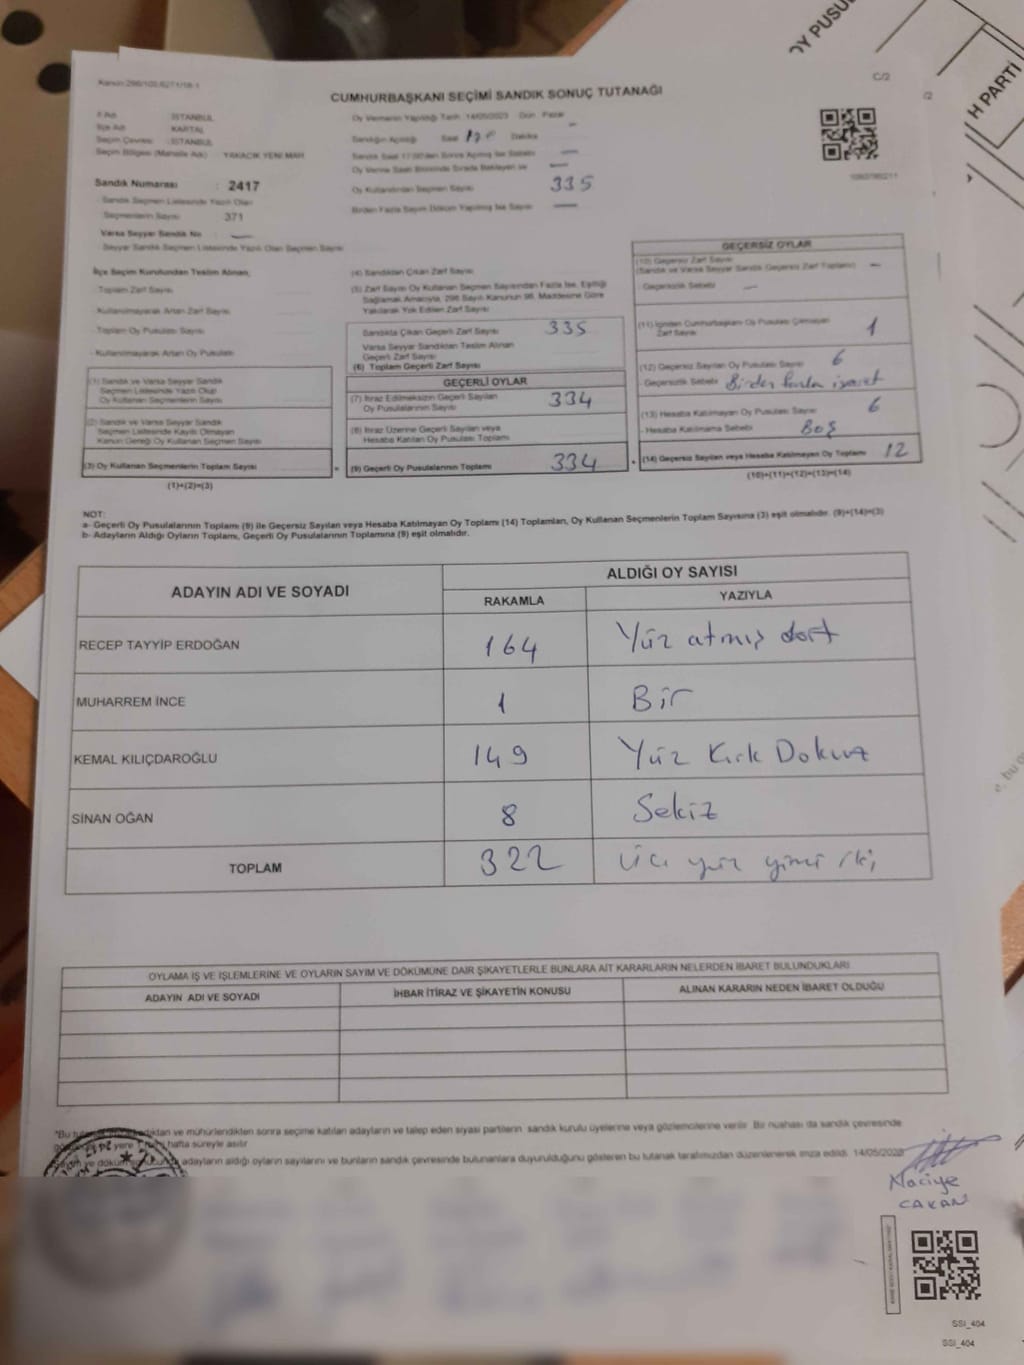 OY PUSU
H PARTİ
Kanun:298/105,6271/18-1
C/2
/2
CUMHURBAŞKANI SEÇİMİ SANDIK SONUÇ TUTANAĞI
İl Adı : İSTANBUL
İlçe Adı : KARTAL
Seçim Çevresi : İSTANBUL
Seçim Bölgesi (Mahalle Adı) : YAKACIK YENİ MAH.
Sandık Numarası : 2417
- Sandık Seçmen Listesinde Yazılı Olan
Seçmenlerin Sayısı : 371
Varsa Seyyar Sandık No : —
- Seyyar Sandık Seçmen Listesinde Yazılı Olan Seçmen Sayısı:
Oy Vermenin Yapıldığı Tarih: 14/05/2023 Gün: Pazar
Sandığın Açıldığı Saat Dakika
Sandık Saat 17:00'den Sonra Açılmış İse Sebebi —
Oy Verme Saati Bitiminde Sırada Bekleyen ve —
Oy Kullandırılan Seçmen Sayısı 335
Birden Fazla Sayım Döküm Yapılmış İse Sayısı —
İlçe Seçim Kurulundan Teslim Alınan;
- Toplam Zarf Sayısı
- Kullanılmayarak Artan Zarf Sayısı
- Toplam Oy Pusulası Sayısı
- Kullanılmayarak Artan Oy Pusulası
(1) Sandık ve Varsa Seyyar Sandık
Seçmen Listesinde Yazılı Olup
Oy Kullanan Seçmenlerin Sayısı
(2) Sandık ve Varsa Seyyar Sandık
Seçmen Listesinde Kayıtlı Olmayan
Kanun Gereği Oy Kullanan Seçmen Sayısı
(3) Oy Kullanan Seçmenlerin Toplam Sayısı
(1)+(2)=(3)
(4) Sandıktan Çıkan Zarf Sayısı
(5) Zarf Sayısı Oy Kullanan Seçmen Sayısından Fazla İse, Eşitliği
Sağlamak Amacıyla, 298 Sayılı Kanunun 98. Maddesine Göre
Yakılarak Yok Edilen Zarf Sayısı
Sandıkta Çıkan Geçerli Zarf Sayısı 335
Varsa Seyyar Sandıktan Teslim Alınan
Geçerli Zarf Sayısı
(6) Toplam Geçerli Zarf Sayısı
GEÇERLİ OYLAR
(7) İtiraz Edilmeksizin Geçerli Sayılan
Oy Pusulalarının Sayısı 334
(8) İtiraz Üzerine Geçerli Sayılan veya
Hesaba Katılan Oy Pusulası Toplamı
= (9) Geçerli Oy Pusulalarının Toplamı 334
GEÇERSİZ OYLAR
(10) Geçersiz Zarf Sayısı
(Sandık ve Varsa Seyyar Sandık Geçersiz Zarf Toplamı) —
Geçersizlik Sebebi —
(11) İçinden Cumhurbaşkanı Oy Pusulası Çıkmayan
Zarf Sayısı 1
(12) Geçersiz Sayılan Oy Pusulası Sayısı 6
Geçersizlik Sebebi Birden fazla işaret
(13) Hesaba Katılmayan Oy Pusulası Sayısı 6
- Hesaba Katılmama Sebebi Boş
+ (14) Geçersiz Sayılan veya Hesaba Katılmayan Oy Toplamı 12
(10)+(11)+(12)+(13)=(14)
NOT:
a- Geçerli Oy Pusulalarının Toplamı (9) ile Geçersiz Sayılan veya Hesaba Katılmayan Oy Toplamı (14) Toplamları, Oy Kullanan Seçmenlerin Toplam Sayısına (3) eşit olmalıdır. (9)+(14)=(3)
b- Adayların Aldığı Oyların Toplamı, Geçerli Oy Pusulalarının Toplamına (9) eşit olmalıdır.
ADAYIN ADI VE SOYADI
ALDIĞI OY SAYISI
RAKAMLA YAZIYLA
RECEP TAYYİP ERDOĞAN 164 Yüz atmış dört
MUHARREM İNCE 1 Bir
KEMAL KILIÇDAROĞLU 149 Yüz Kırk Dokuz
SİNAN OĞAN 8 Sekiz
TOPLAM 322 üçı yüz yirmi iki
OYLAMA İŞ VE İŞLEMLERİNE VE OYLARIN SAYIM VE DÖKÜMÜNE DAİR ŞİKAYETLERLE BUNLARA AİT KARARLARIN NELERDEN İBARET BULUNDUKLARI
ADAYIN ADI VE SOYADI İHBAR İTİRAZ VE ŞİKAYETİN KONUSU ALINAN KARARIN NEDEN İBARET OLDUĞU
sonra seçime katılan adayların ve talep eden siyasi partilerin sandık kurulu üyelerine veya gözlemcilerine verilir. Bir nüshası da sandık çevresinde
hafta süreyle asılır.
adayların aldığı oyların sayılarını ve bunların sandık çevresinde bulunanlara duyurulduğunu gösteren bu tutanak tarafımızdan düzenlenerek imza edildi. 14/05/2023
Naciye
CAKAN
SSI_404
SSI_404